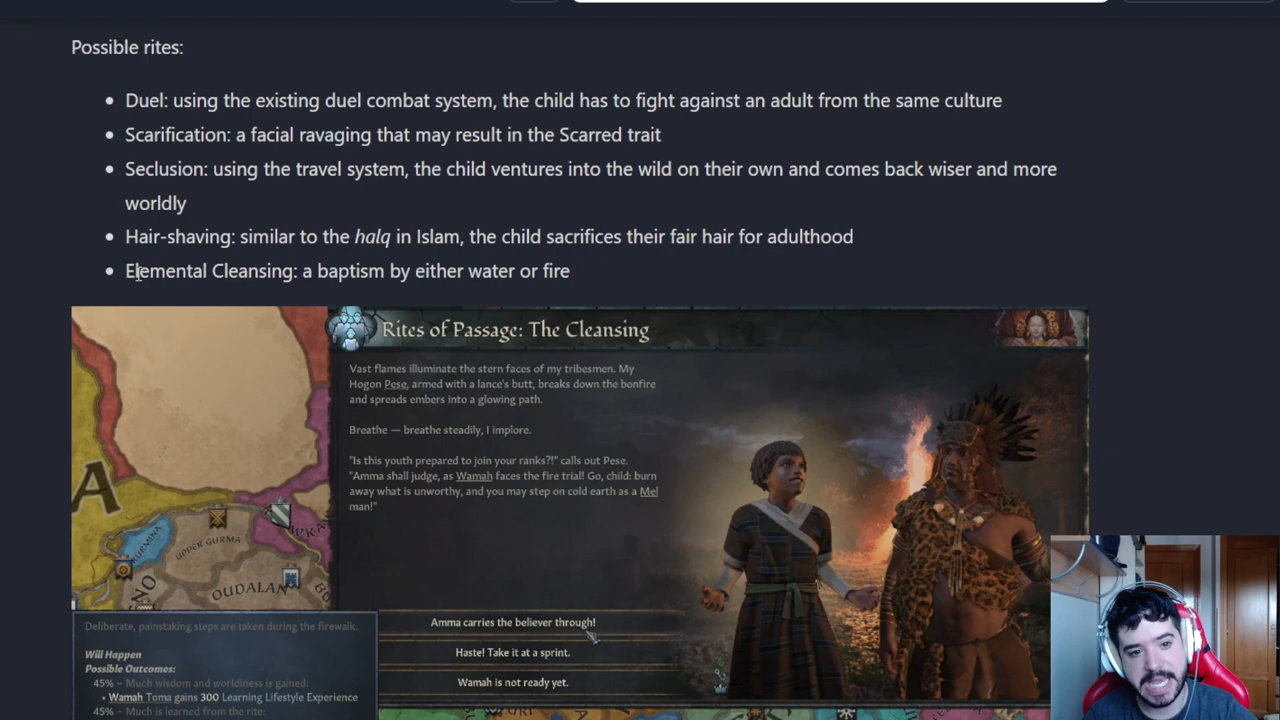 Possible rites:
Duel: using the existing duel combat system, the child has to fight against an adult from the same culture
Scarification: a facial ravaging that may result in the Scarred trait
Seclusion: using the travel system, the child ventures into the wild on their own and comes back wiser and more
worldly
Hair-shaving: similar to the halq in Islam, the child sacrifices their fair hair for adulthood
Elemental Cleansing: a baptism by either water or fire
Rites of Passage: The Cleansing
Vast flames illuminate the stern faces of my tribesmen. My
Hogon Pese, armed with a lance's butt, breaks down the bonfire
and spreads embers into a glowing path.
Breathe — breathe steadily, I implore.
"Is this youth prepared to join your ranks?!" calls out Pese.
"Amma shall judge, as Wamah faces the fire trial! Go, child: burn
away what is unworthy, and you may step on cold earth as a Mel
man!"
A
GURMA
UPPER GURMA
OUDALAN
Amma carries the believer through!
Haste! Take it at a sprint.
Wamah is not ready yet.
Deliberate, painstaking steps are taken during the firewalk.
Will Happen
Possible Outcomes:
45% – Much wisdom and worldiness is gained:
• Wamah Toma gains 300 Learning Lifestyle Experience
45% – Much is learned from the rite: